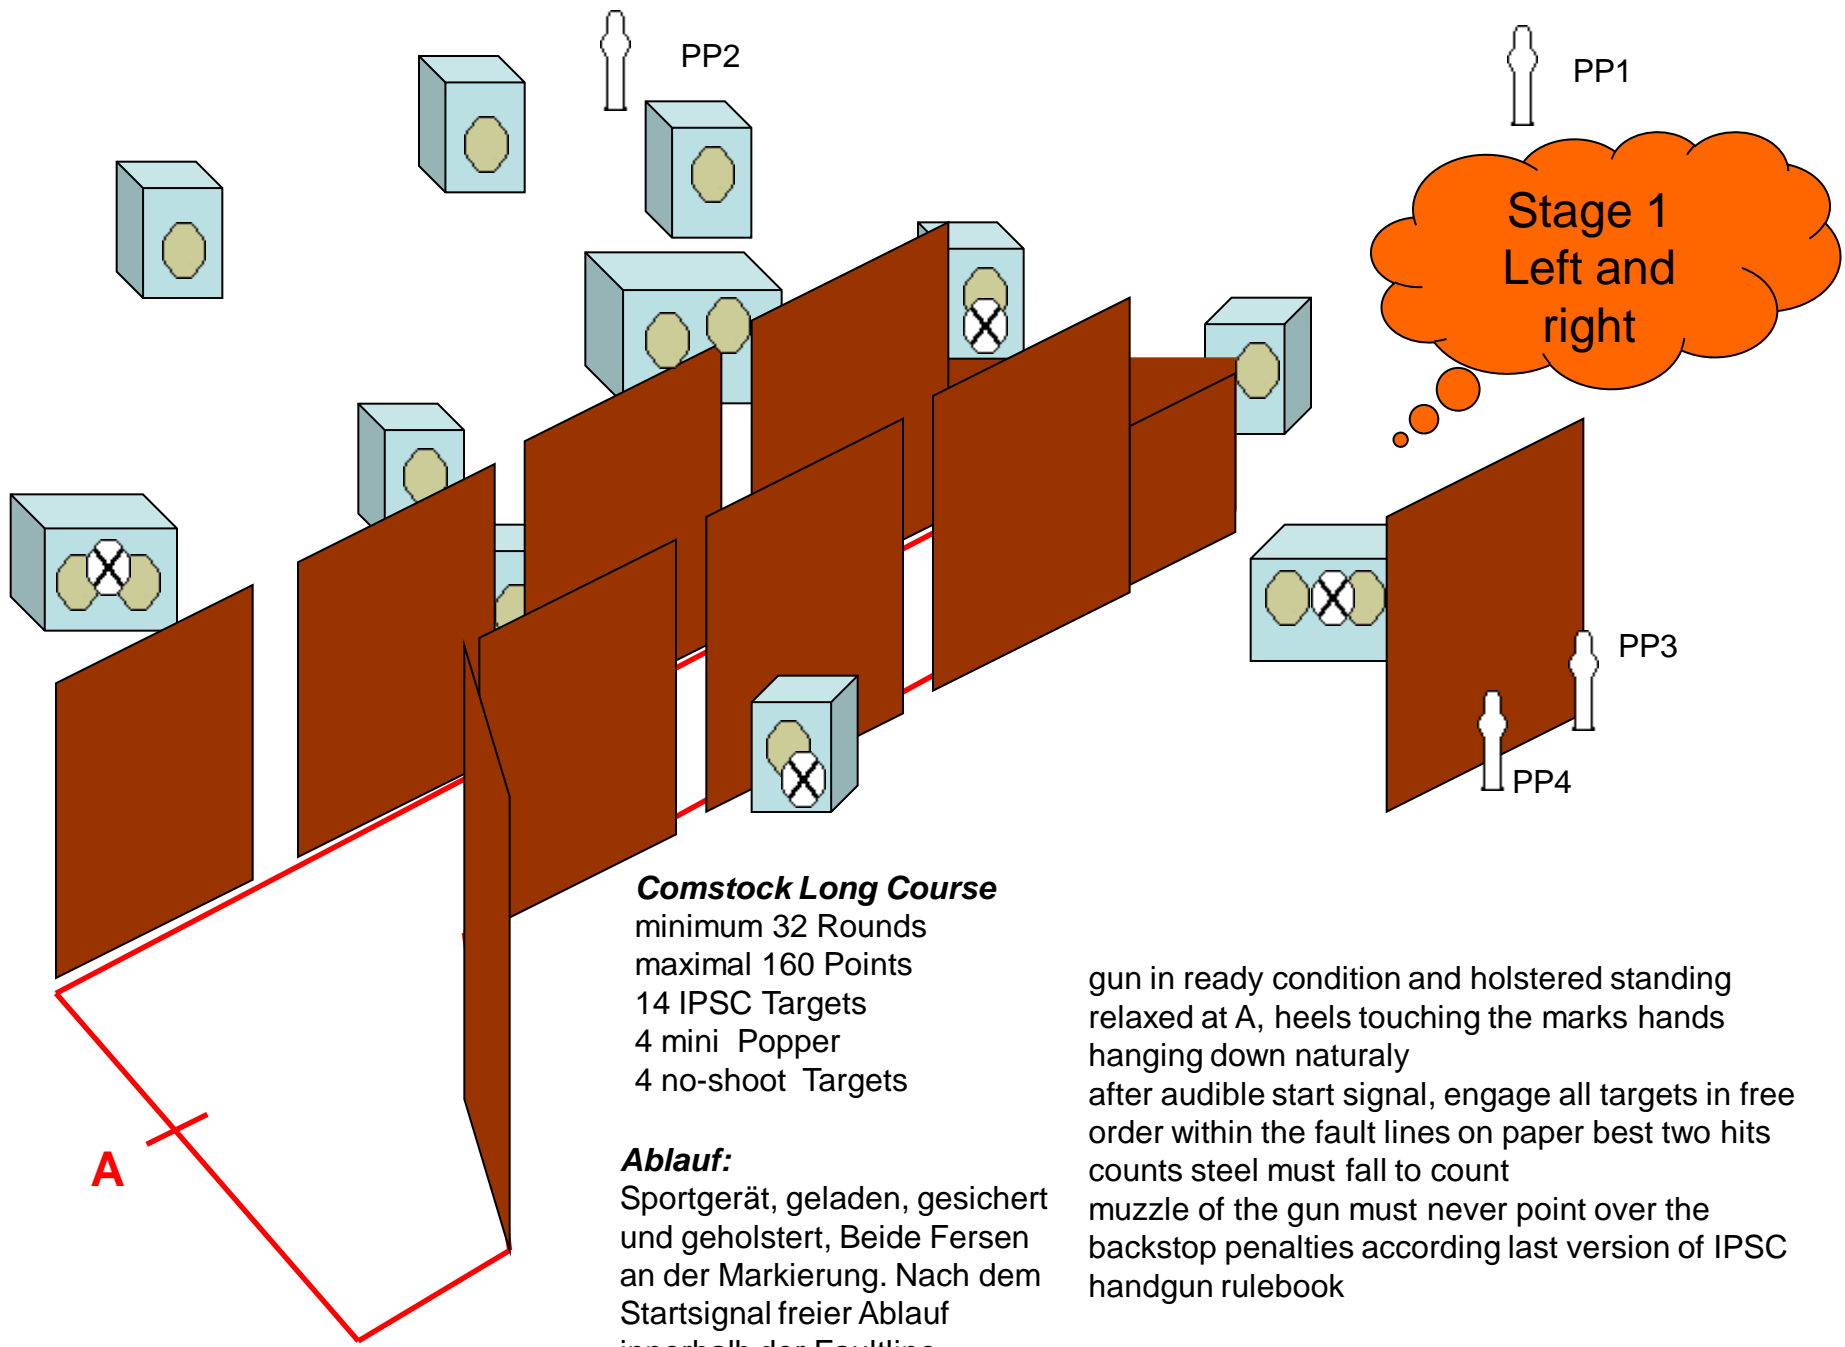 PP2
PP1
Stage 1
Left and
right
PP3
PP4
A
Comstock Long Course
minimum 32 Rounds
maximal 160 Points
14 IPSC Targets
4 mini Popper
4 no-shoot Targets
Ablauf:
Sportgerät, geladen, gesichert
und geholstert, Beide Fersen
an der Markierung. Nach dem
Startsignal freier Ablauf
innerhalb der Faultline
gun in ready condition and holstered standing
relaxed at A, heels touching the marks hands
hanging down naturaly
after audible start signal, engage all targets in free
order within the fault lines on paper best two hits
counts steel must fall to count
muzzle of the gun must never point over the
backstop penalties according last version of IPSC
handgun rulebook